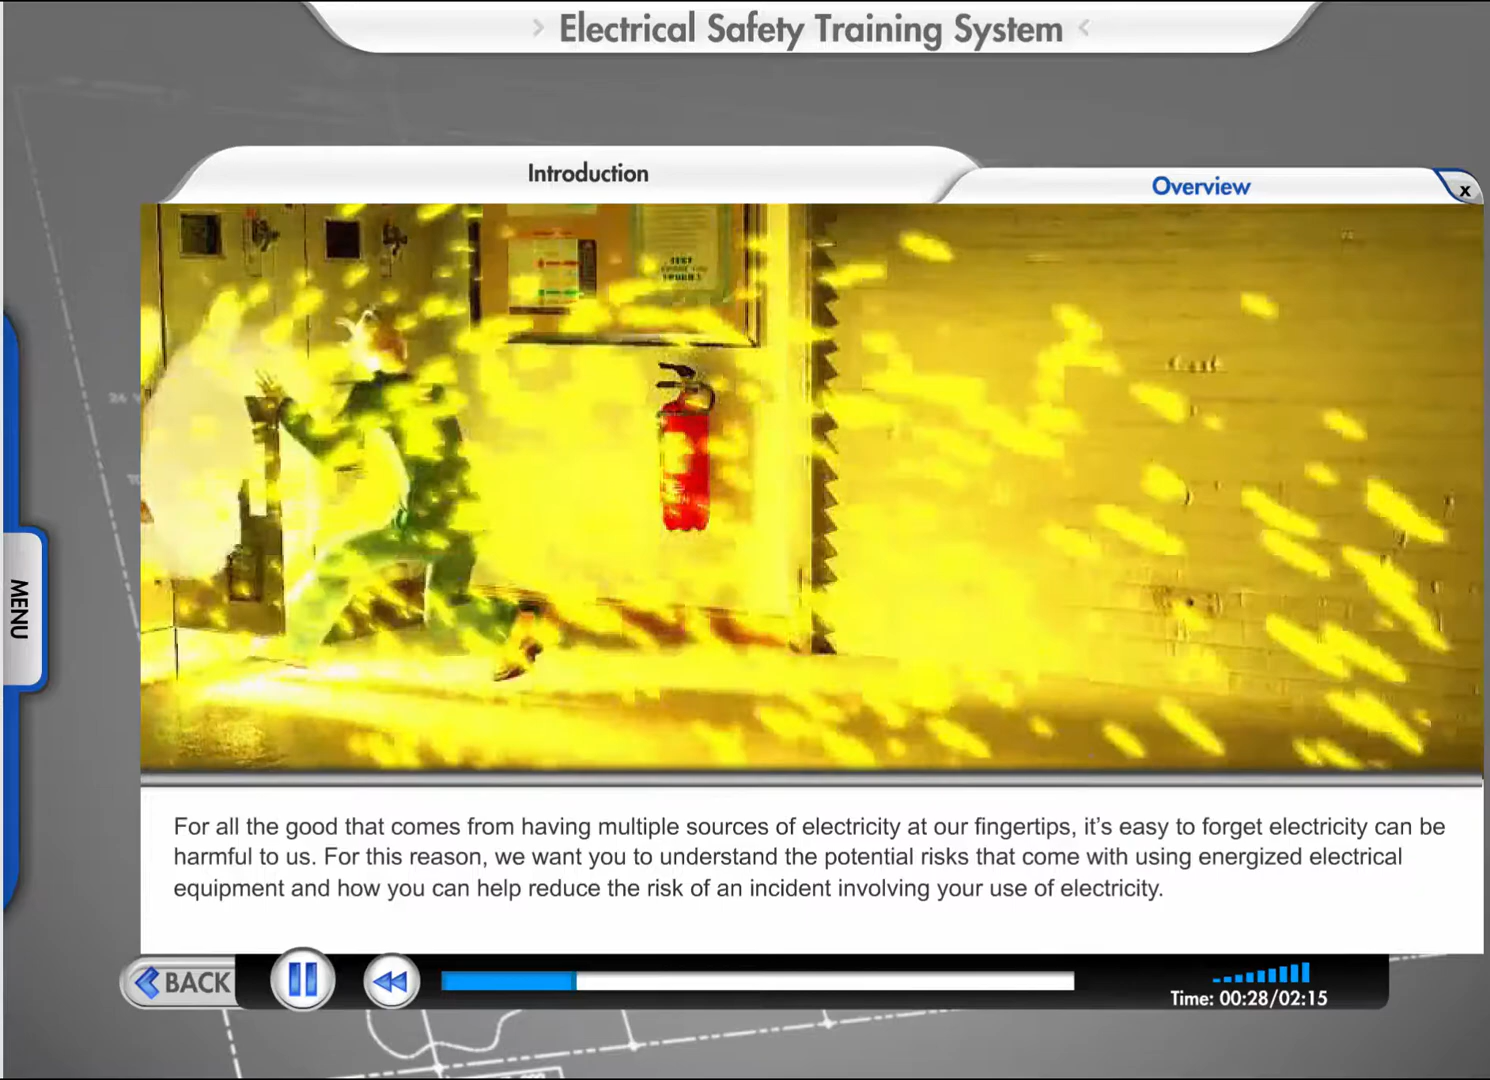 Electrical Safety Training System
Introduction
Overview
x
MENU
For all the good that comes from having multiple sources of electricity at our fingertips, it’s easy to forget electricity can be
harmful to us. For this reason, we want you to understand the potential risks that come with using energized electrical
equipment and how you can help reduce the risk of an incident involving your use of electricity.
BACK
Time: 00:28/02:15